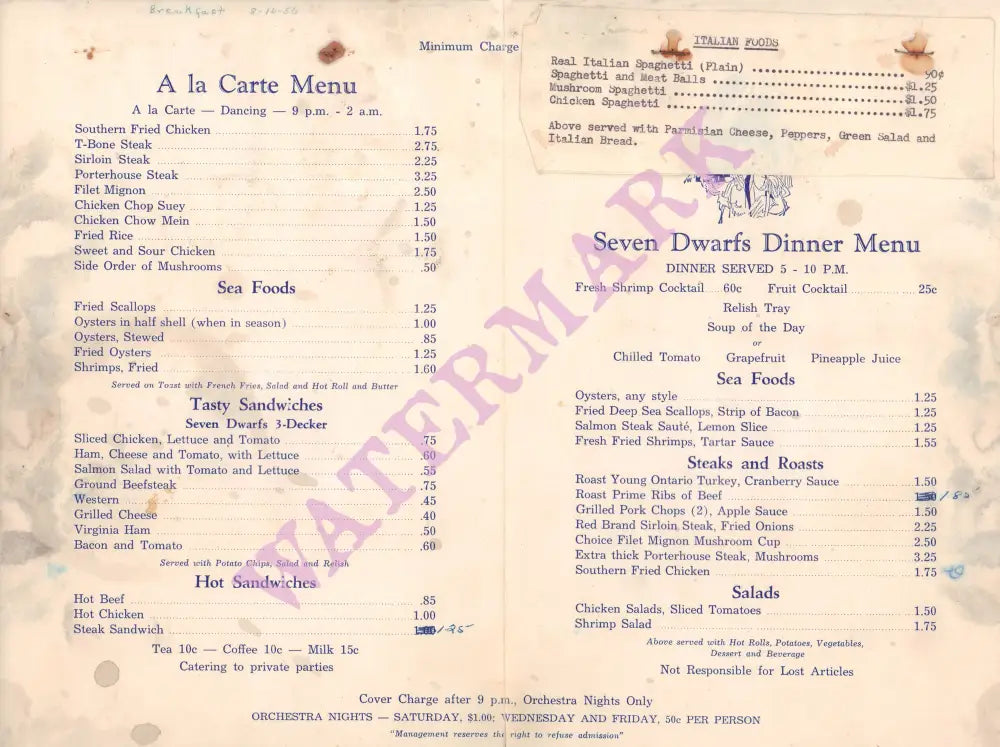 Breakfast 8-14-56
Minimum Charge
ITALIAN FOODS
Real Italian Spaghetti (Plain) 90¢
Spaghetti and Meat Balls $1.25
Mushroom Spaghetti $1.50
Chicken Spaghetti $1.75
Above served with Parmisian Cheese, Peppers, Green Salad and
Italian Bread.
A la Carte Menu
A la Carte — Dancing — 9 p.m. - 2 a.m.
Southern Fried Chicken 1.75
T-Bone Steak 2.75
Sirloin Steak 2.25
Porterhouse Steak 3.25
Filet Mignon 2.50
Chicken Chop Suey 1.25
Chicken Chow Mein 1.50
Fried Rice 1.50
Sweet and Sour Chicken 1.75
Side Order of Mushrooms .50
Sea Foods
Fried Scallops 1.25
Oysters in half shell (when in season) 1.00
Oysters, Stewed .85
Fried Oysters 1.25
Shrimps, Fried 1.60
Served on Toast with French Fries, Salad and Hot Roll and Butter
Tasty Sandwiches
Seven Dwarfs 3-Decker
Sliced Chicken, Lettuce and Tomato .75
Ham, Cheese and Tomato, with Lettuce .60
Salmon Salad with Tomato and Lettuce .55
Ground Beefsteak .75
Western .45
Grilled Cheese .40
Virginia Ham .50
Bacon and Tomato .60
Served with Potato Chips, Salad and Relish
Hot Sandwiches
Hot Beef .85
Hot Chicken 1.00
Steak Sandwich 1.25
Tea 10c — Coffee 10c — Milk 15c
Catering to private parties
Seven Dwarfs Dinner Menu
DINNER SERVED 5 - 10 P.M.
Fresh Shrimp Cocktail 60c Fruit Cocktail 25c
Relish Tray
Soup of the Day
or
Chilled Tomato Grapefruit Pineapple Juice
Sea Foods
Oysters, any style 1.25
Fried Deep Sea Scallops, Strip of Bacon 1.25
Salmon Steak Sauté, Lemon Slice 1.25
Fresh Fried Shrimps, Tartar Sauce 1.55
Steaks and Roasts
Roast Young Ontario Turkey, Cranberry Sauce 1.50
Roast Prime Ribs of Beef
Grilled Pork Chops (2), Apple Sauce 1.50
Red Brand Sirloin Steak, Fried Onions 2.25
Choice Filet Mignon Mushroom Cup 2.50
Extra thick Porterhouse Steak, Mushrooms 3.25
Southern Fried Chicken 1.75
Salads
Chicken Salads, Sliced Tomatoes 1.50
Shrimp Salad 1.75
Above served with Hot Rolls, Potatoes, Vegetables,
Dessert and Beverage
Not Responsible for Lost Articles
Cover Charge after 9 p.m., Orchestra Nights Only
ORCHESTRA NIGHTS — SATURDAY, $1.00; WEDNESDAY AND FRIDAY, 50c PER PERSON
"Management reserves the right to refuse admission"
WATERMARK